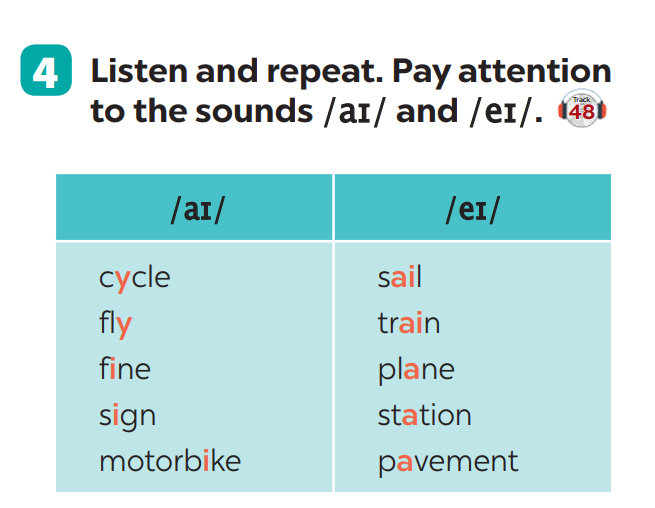 4 Listen and repeat. Pay attention
to the sounds /aɪ/ and /eɪ/. Track 48
/aɪ/ /eɪ/
cycle sail
fly train
fine plane
sign station
motorbike pavement